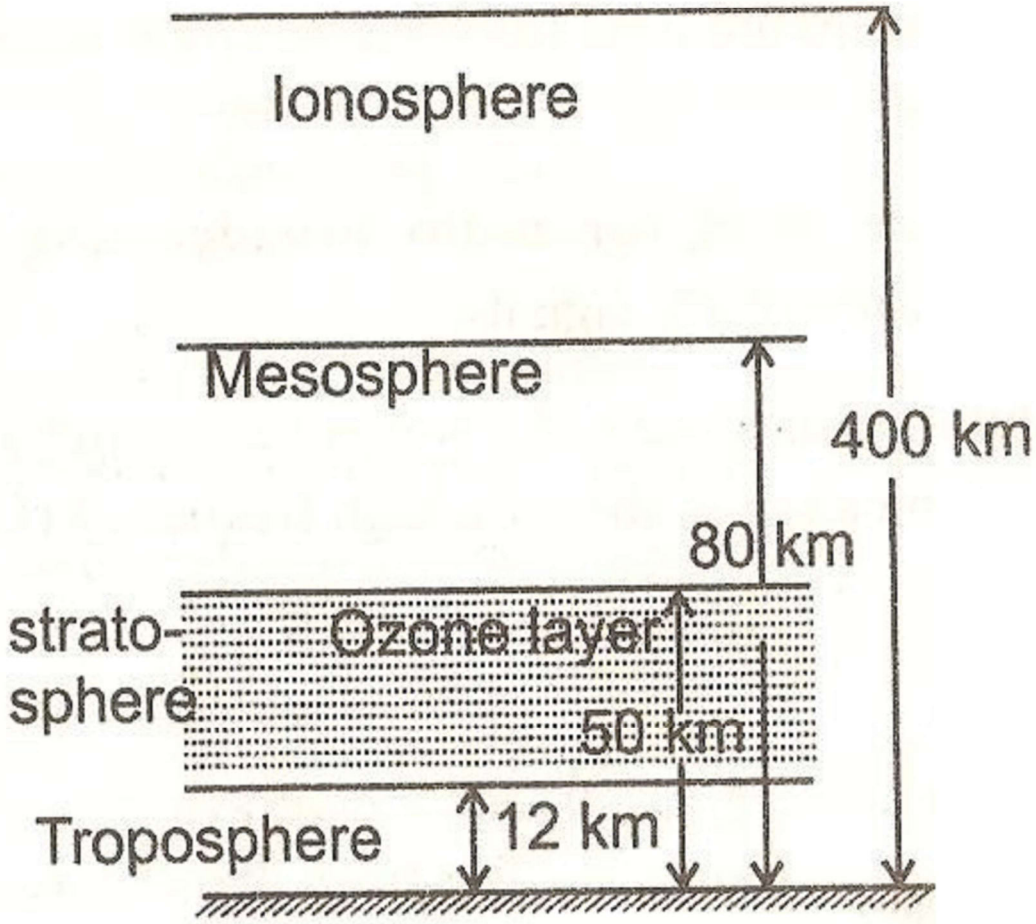 Ionosphere
Mesosphere
400 km
80 km
strato-
sphere
Ozone layer
50 km
Troposphere
12 km